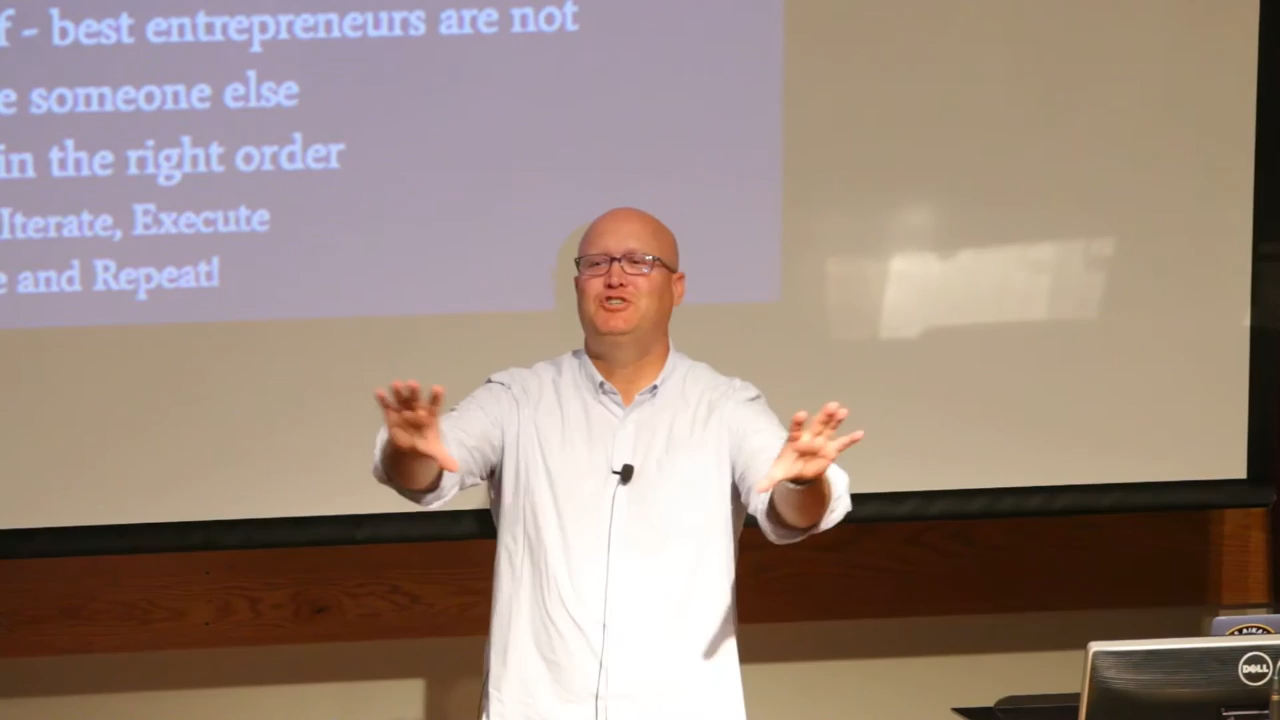 f - best entrepreneurs are not
e someone else
in the right order
Iterate, Execute
e and Repeat!
DELL